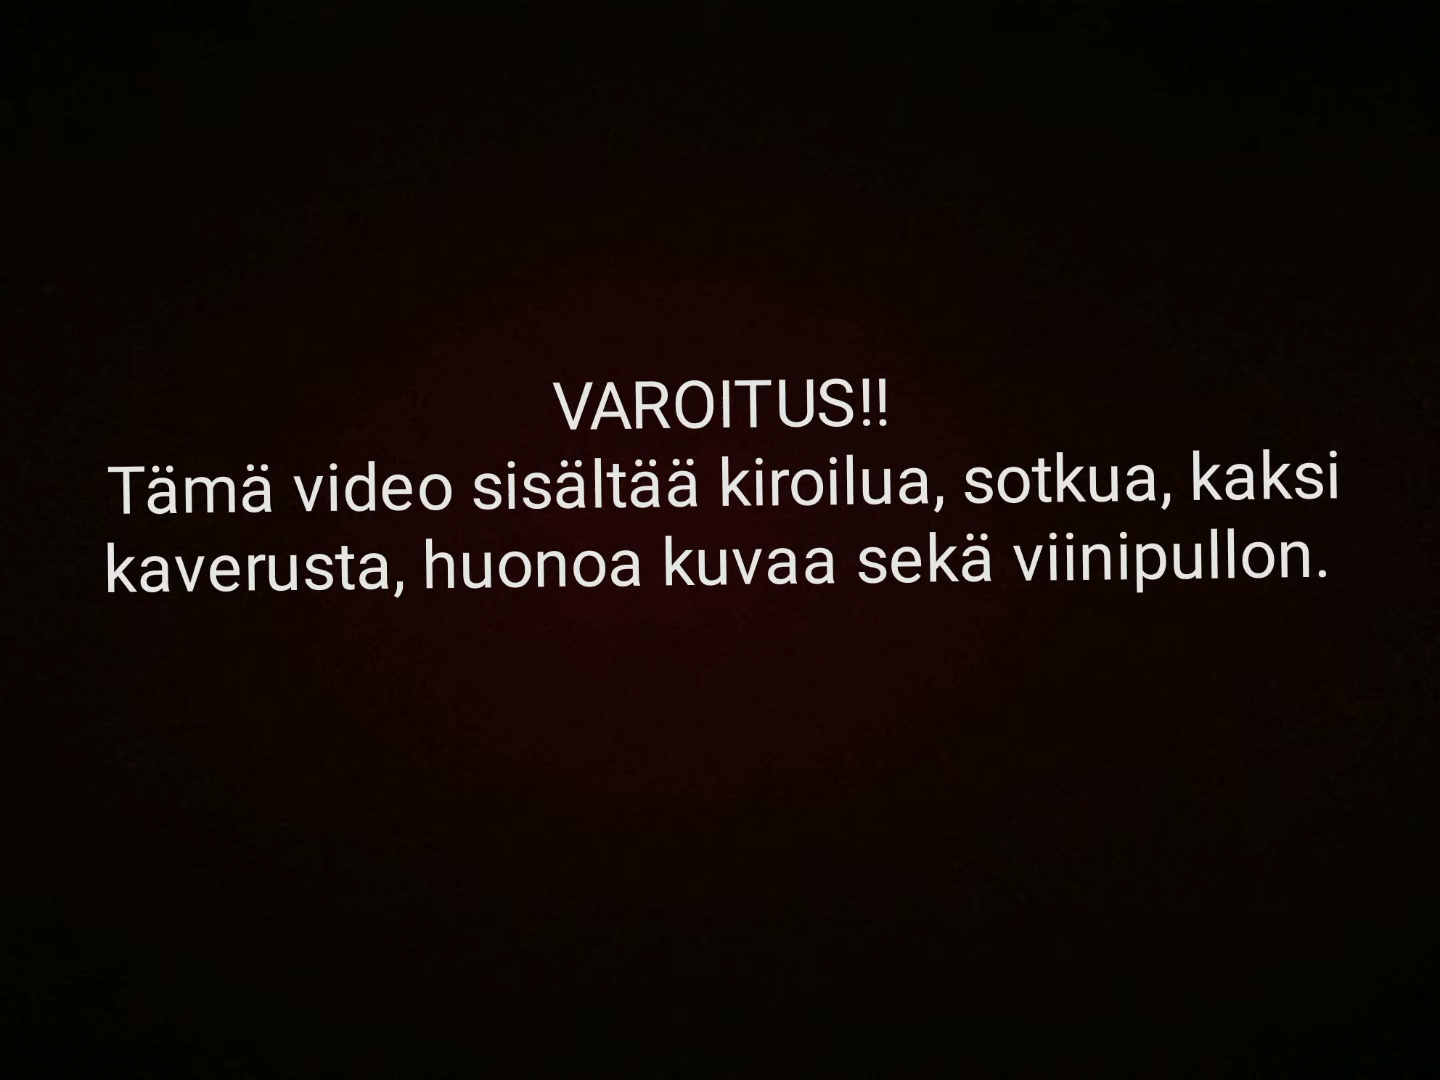 VAROITUS!!
Tämä video sisältää kiroilua, sotkua, kaksi
kaverusta, huonoa kuvaa sekä viinipullon.